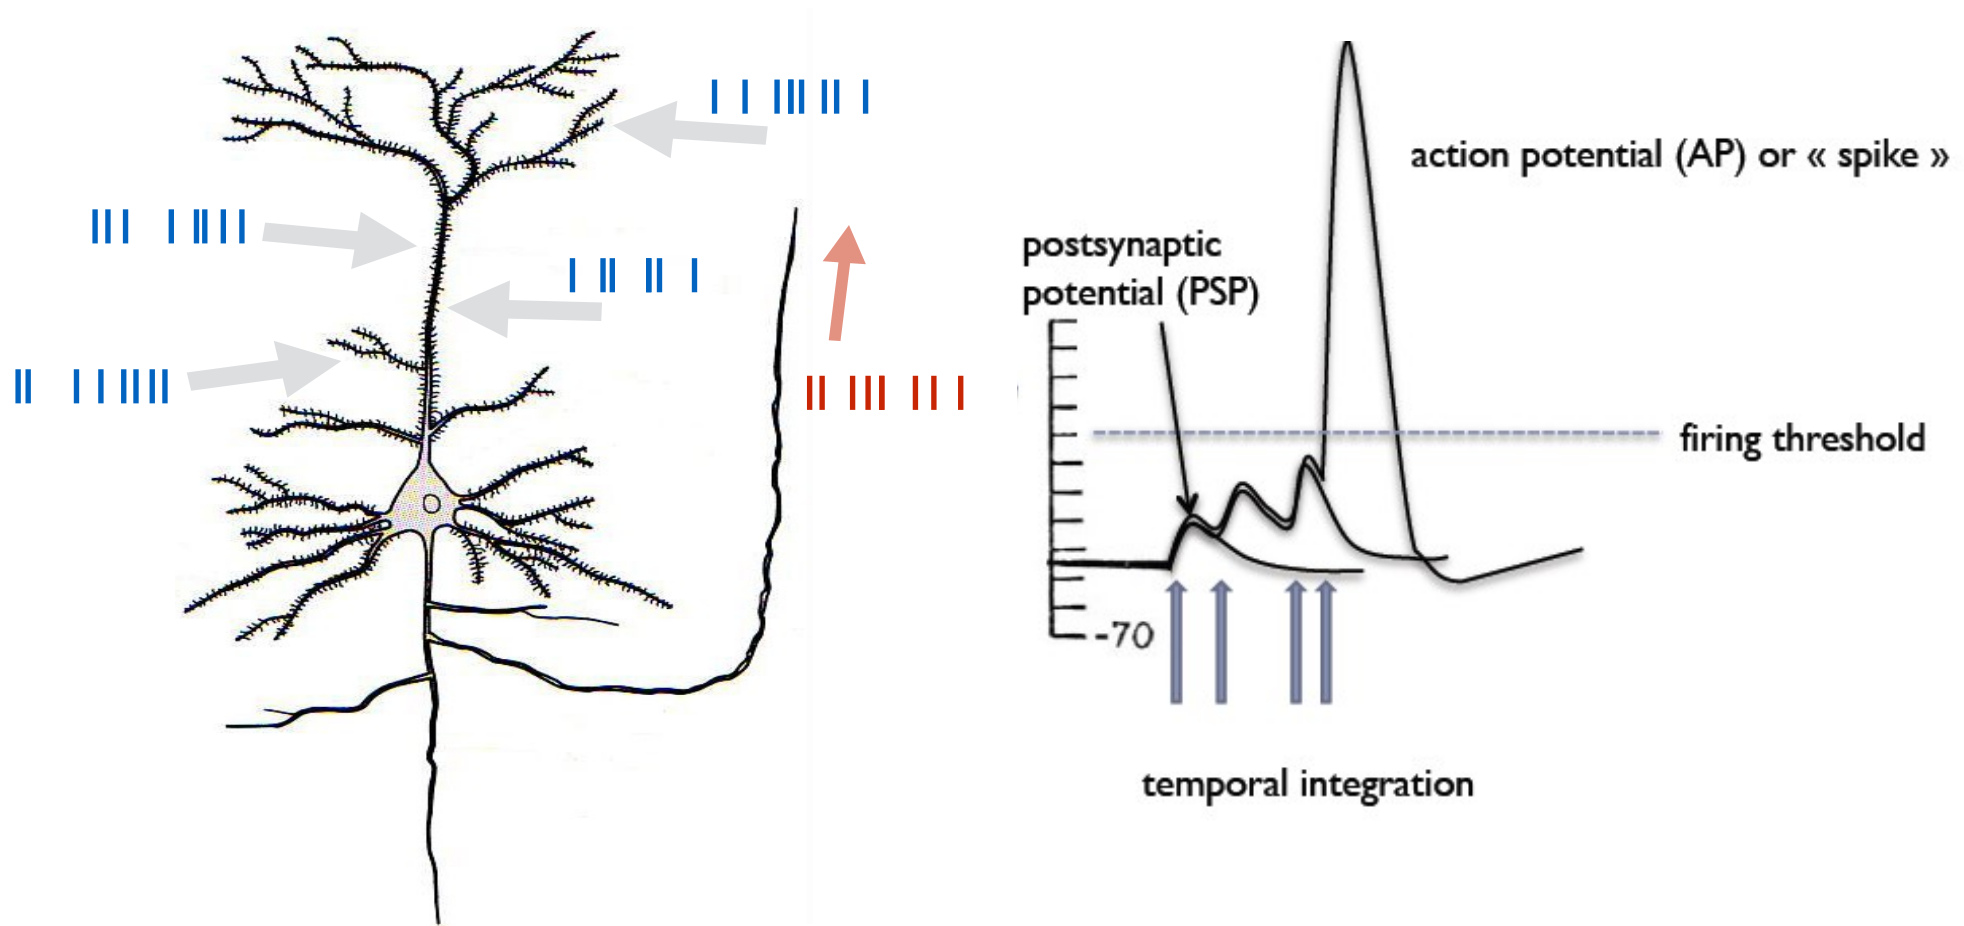 action potential (AP) or « spike »
postsynaptic
potential (PSP)
firing threshold
-70
temporal integration